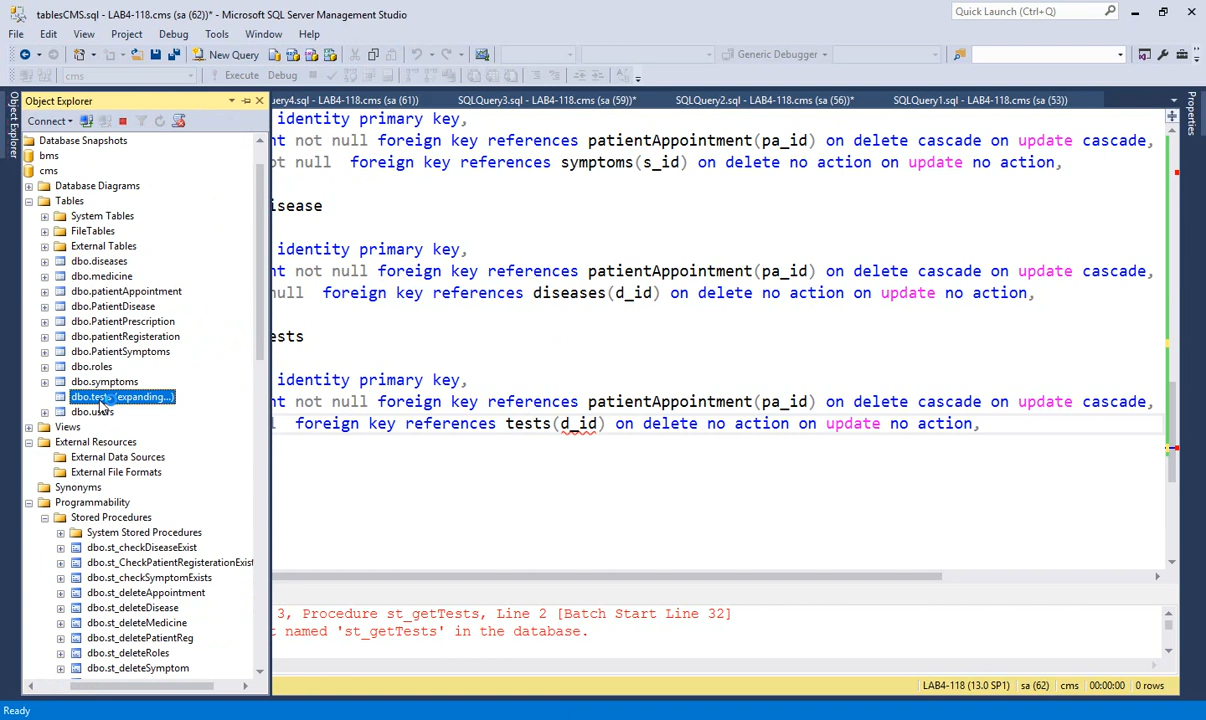 tablesCMS.sql - LAB4-118.cms (sa (62))* - Microsoft SQL Server Management Studio
Quick Launch (Ctrl+Q)
File Edit View Project Debug Tools Window Help
New Query
Generic Debugger
cms
Execute Debug
Object Explorer
Object Explorer
Connect
Database Snapshots
bms
cms
Database Diagrams
Tables
System Tables
FileTables
External Tables
dbo.diseases
dbo.medicine
dbo.patientAppointment
dbo.PatientDisease
dbo.PatientPrescription
dbo.patientRegisteration
dbo.PatientSymptoms
dbo.roles
dbo.symptoms
(expanding...)
Views
External Resources
External Data Sources
External File Formats
Synonyms
Programmability
Stored Procedures
System Stored Procedures
dbo.st_checkDiseaseExist
dbo.st_CheckPatientRegisterationExist
dbo.st_checkSymptomExists
dbo.st_deleteAppointment
dbo.st_deleteDisease
dbo.st_deleteMedicine
dbo.st_deletePatientReg
dbo.st_deleteRoles
dbo.st_deleteSymptom
uery4.sql - LAB4-118.cms (sa (61))
SQLQuery3.sql - LAB4-118.cms (sa (59))*
SQLQuery2.sql - LAB4-118.cms (sa (56))*
SQLQuery1.sql - LAB4-118.cms (sa (53))
identity primary key,
nt not null foreign key references patientAppointment(pa_id) on delete cascade on update cascade,
ot null foreign key references symptoms(s_id) on delete no action on update no action,
isease
identity primary key,
nt not null foreign key references patientAppointment(pa_id) on delete cascade on update cascade,
null foreign key references diseases(d_id) on delete no action on update no action,
ests
identity primary key,
nt not null foreign key references patientAppointment(pa_id) on delete cascade on update cascade,
l foreign key references tests(d_id) on delete no action on update no action,
3, Procedure st_getTests, Line 2 [Batch Start Line 32]
t named 'st_getTests' in the database.
LAB4-118 (13.0 SP1) sa (62) cms 00:00:00 0 rows
Properties
Ready